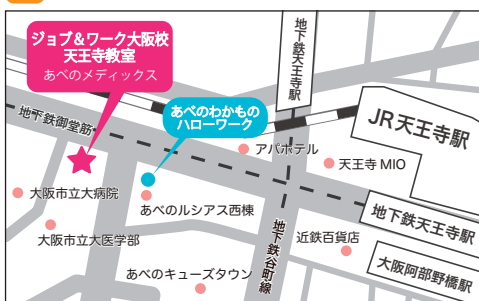 ジョブ&ワーク大阪校
天王寺教室
あべのメディックス
地下鉄天王寺駅
地下鉄御堂筋
あべのわかもの
ハローワーク
JR天王寺駅
アパホテル
天王寺 MIO
大阪市立大病院
あべのルシアス西棟
地下鉄天王寺駅
大阪市立大医学部
近鉄百貨店
地下鉄谷町線
大阪阿部野橋駅
あべのキューズタウン